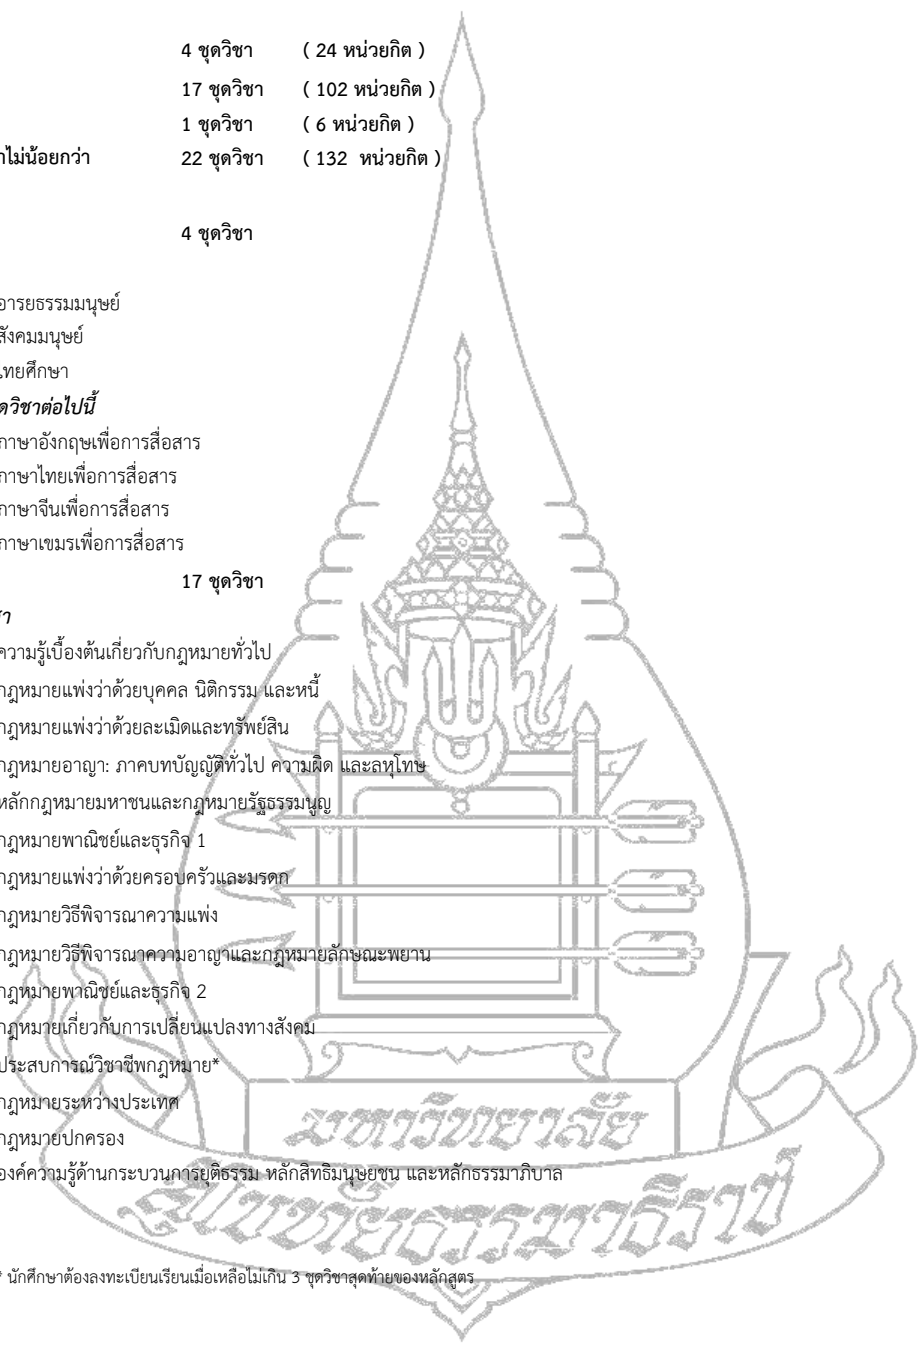 4 ชุดวิชา ( 24 หน่วยกิต )
17 ชุดวิชา ( 102 หน่วยกิต )
1 ชุดวิชา ( 6 หน่วยกิต )
าไม่น้อยกว่า 22 ชุดวิชา ( 132 หน่วยกิต )
4 ชุดวิชา
อารยธรรมมนุษย์
สังคมมนุษย์
ไทยศึกษา
ดวิชาต่อไปนี้
ภาษาอังกฤษเพื่อการสื่อสาร
ภาษาไทยเพื่อการสื่อสาร
ภาษาจีนเพื่อการสื่อสาร
ภาษาเขมรเพื่อการสื่อสาร
17 ชุดวิชา
ชา
ความรู้เบื้องต้นเกี่ยวกับกฎหมายทั่วไป
กฎหมายแพ่งว่าด้วยบุคคล นิติกรรม และหนี้
กฎหมายแพ่งว่าด้วยละเมิดและทรัพย์สิน
กฎหมายอาญา: ภาคบทบัญญัติทั่วไป ความผิด และลหุโทษ
หลักกฎหมายมหาชนและกฎหมายรัฐธรรมนูญ
กฎหมายพาณิชย์และธุรกิจ 1
กฎหมายแพ่งว่าด้วยครอบครัวและมรดก
กฎหมายวิธีพิจารณาความแพ่ง
กฎหมายวิธีพิจารณาความอาญาและกฎหมายลักษณะพยาน
กฎหมายพาณิชย์และธุรกิจ 2
กฎหมายเกี่ยวกับการเปลี่ยนแปลงทางสังคม
ประสบการณ์วิชาชีพกฎหมาย*
กฎหมายระหว่างประเทศ
กฎหมายปกครอง
องค์ความรู้ด้านกระบวนการยุติธรรม หลักสิทธิมนุษยชน และหลักธรรมาภิบาล
มหาวิทยาลัย
สุโขทัยธรรมาธิราช
* นักศึกษาต้องลงทะเบียนเรียนเมื่อเหลือไม่เกิน 3 ชุดวิชาสุดท้ายของหลักสูตร